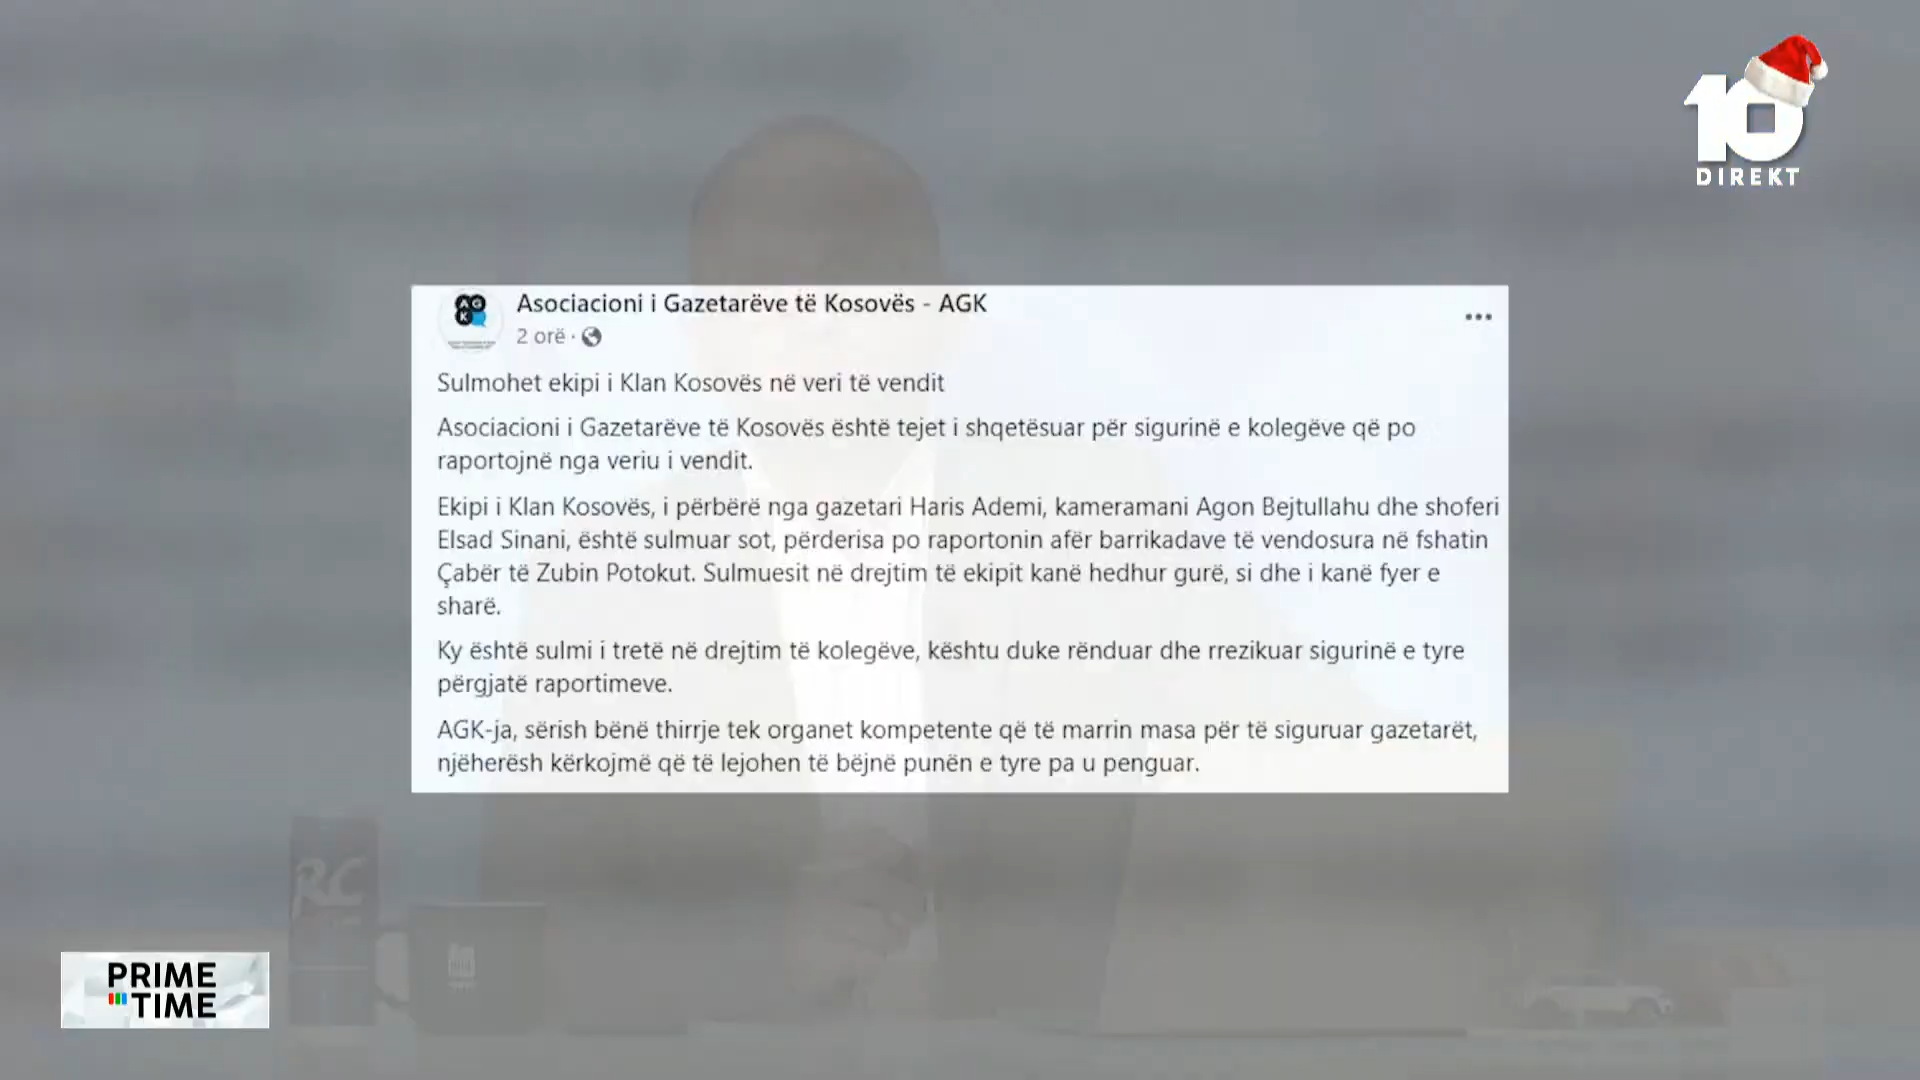 10
DIREKT
AGK
Asociacioni i Gazetarëve të Kosovës - AGK
2 orë ·
Sulmohet ekipi i Klan Kosovës në veri të vendit
Asociacioni i Gazetarëve të Kosovës është tejet i shqetësuar për sigurinë e kolegëve që po
raportojnë nga veriu i vendit.
Ekipi i Klan Kosovës, i përbërë nga gazetari Haris Ademi, kameramani Agon Bejtullahu dhe shoferi
Elsad Sinani, është sulmuar sot, përderisa po raportonin afër barrikadave të vendosura në fshatin
Çabër të Zubin Potokut. Sulmuesit në drejtim të ekipit kanë hedhur gurë, si dhe i kanë fyer e
sharë.
Ky është sulmi i tretë në drejtim të kolegëve, kështu duke rënduar dhe rrezikuar sigurinë e tyre
përgjatë raportimeve.
AGK-ja, sërish bënë thirrje tek organet kompetente që të marrin masa për të siguruar gazetarët,
njëherësh kërkojmë që të lejohen të bëjnë punën e tyre pa u penguar.
RC
PRIME
TIME